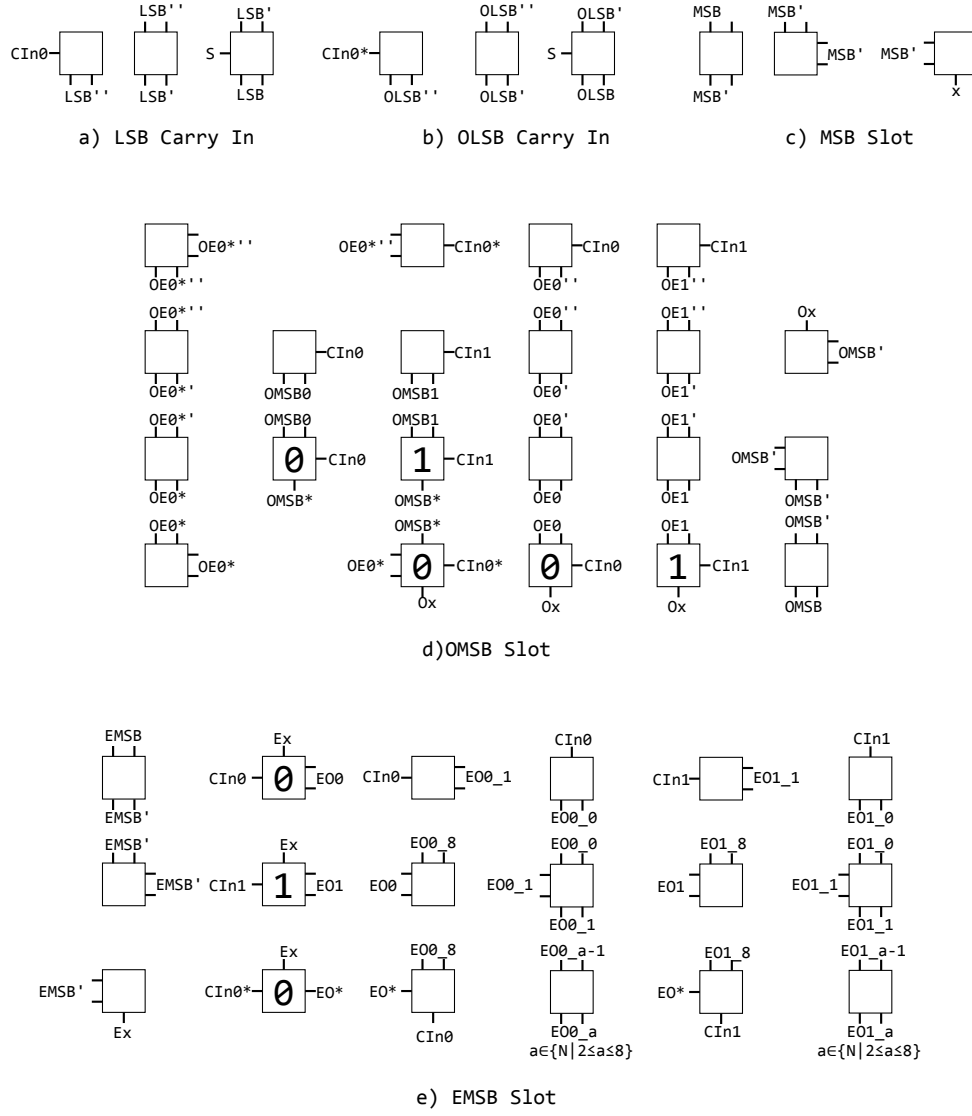 LSB'' LSB' OLSB'' OLSB' MSB MSB'
CIn0 S CIn0* S MSB' MSB'
LSB'' LSB' LSB OLSB'' OLSB' OLSB MSB' x
a) LSB Carry In b) OLSB Carry In c) MSB Slot
OE0*'' OE0*'' CIn0* CIn0 CIn1
OE0*'' OE0'' OE1''
OE0*'' OE0'' OE1'' Ox
CIn0 CIn1 OMSB'
OE0*' OMSB0 OMSB1 OE0' OE1'
OE0*' OMSB0 OMSB1 OE0' OE1'
0 CIn0 1 CIn1 OMSB'
OE0* OMSB* OMSB* OE0 OE1 OMSB'
OE0* OMSB* OE0 OE1 OMSB'
OE0* OE0* 0 CIn0* 0 CIn0 1 CIn1
Ox Ox Ox OMSB
d)OMSB Slot
EMSB Ex CIn0 CIn1
CIn0 0 EO0 CIn0 EO0_1 CIn1 EO1_1
EMSB' EO0_0 EO1_0
EMSB' Ex EO0_8 EO0_0 EO1_8 EO1_0
EMSB' CIn1 1 EO1 EO0 EO0_1 EO1 EO1_1
EO0_1 EO1_1
Ex EO0_8 EO0_a-1 EO1_8 EO1_a-1
EMSB' CIn0* 0 EO* EO* EO*
Ex CIn0 EO0_a CIn1 EO1_a
a∈{N|2≤a≤8} a∈{N|2≤a≤8}
e) EMSB Slot